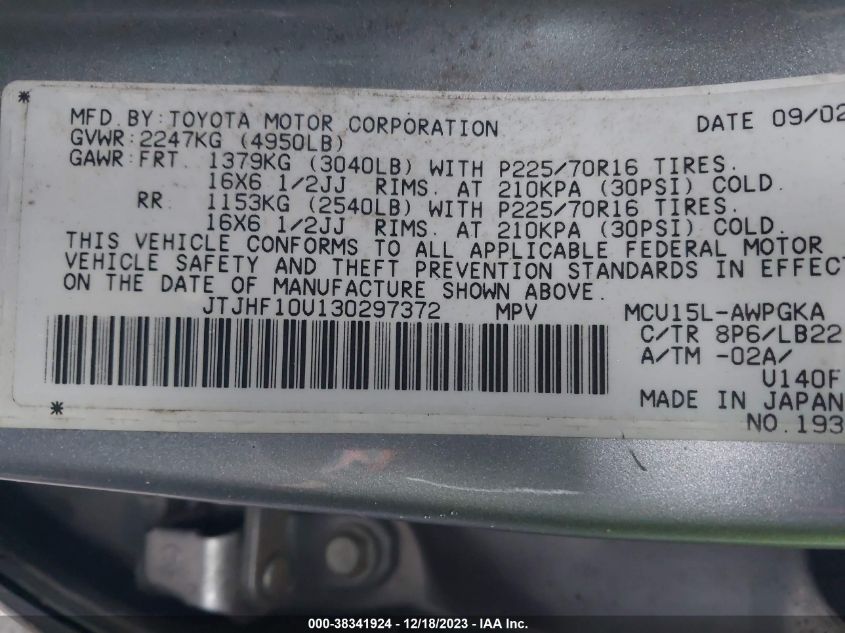 MFD. BY: TOYOTA MOTOR CORPORATION DATE 09/02
GVWR: 2247KG (4950LB)
GAWR: FRT. 1379KG (3040LB) WITH P225/70R16 TIRES.
16X6 1/2JJ RIMS. AT 210KPA (30PSI) COLD.
RR. 1153KG (2540LB) WITH P225/70R16 TIRES.
16X6 1/2JJ RIMS. AT 210KPA (30PSI) COLD.
THIS VEHICLE CONFORMS TO ALL APPLICABLE FEDERAL MOTOR
VEHICLE SAFETY AND THEFT PREVENTION STANDARDS IN EFFECT
ON THE DATE OF MANUFACTURE SHOWN ABOVE.
JTJHF10U130297372 MPV MCU15L-AWPGKA
C/TR 8P6/LB22
A/TM -02A/
U140F
MADE IN JAPAN
NO.193
000-38341924 - 12/18/2023 - IAA Inc.